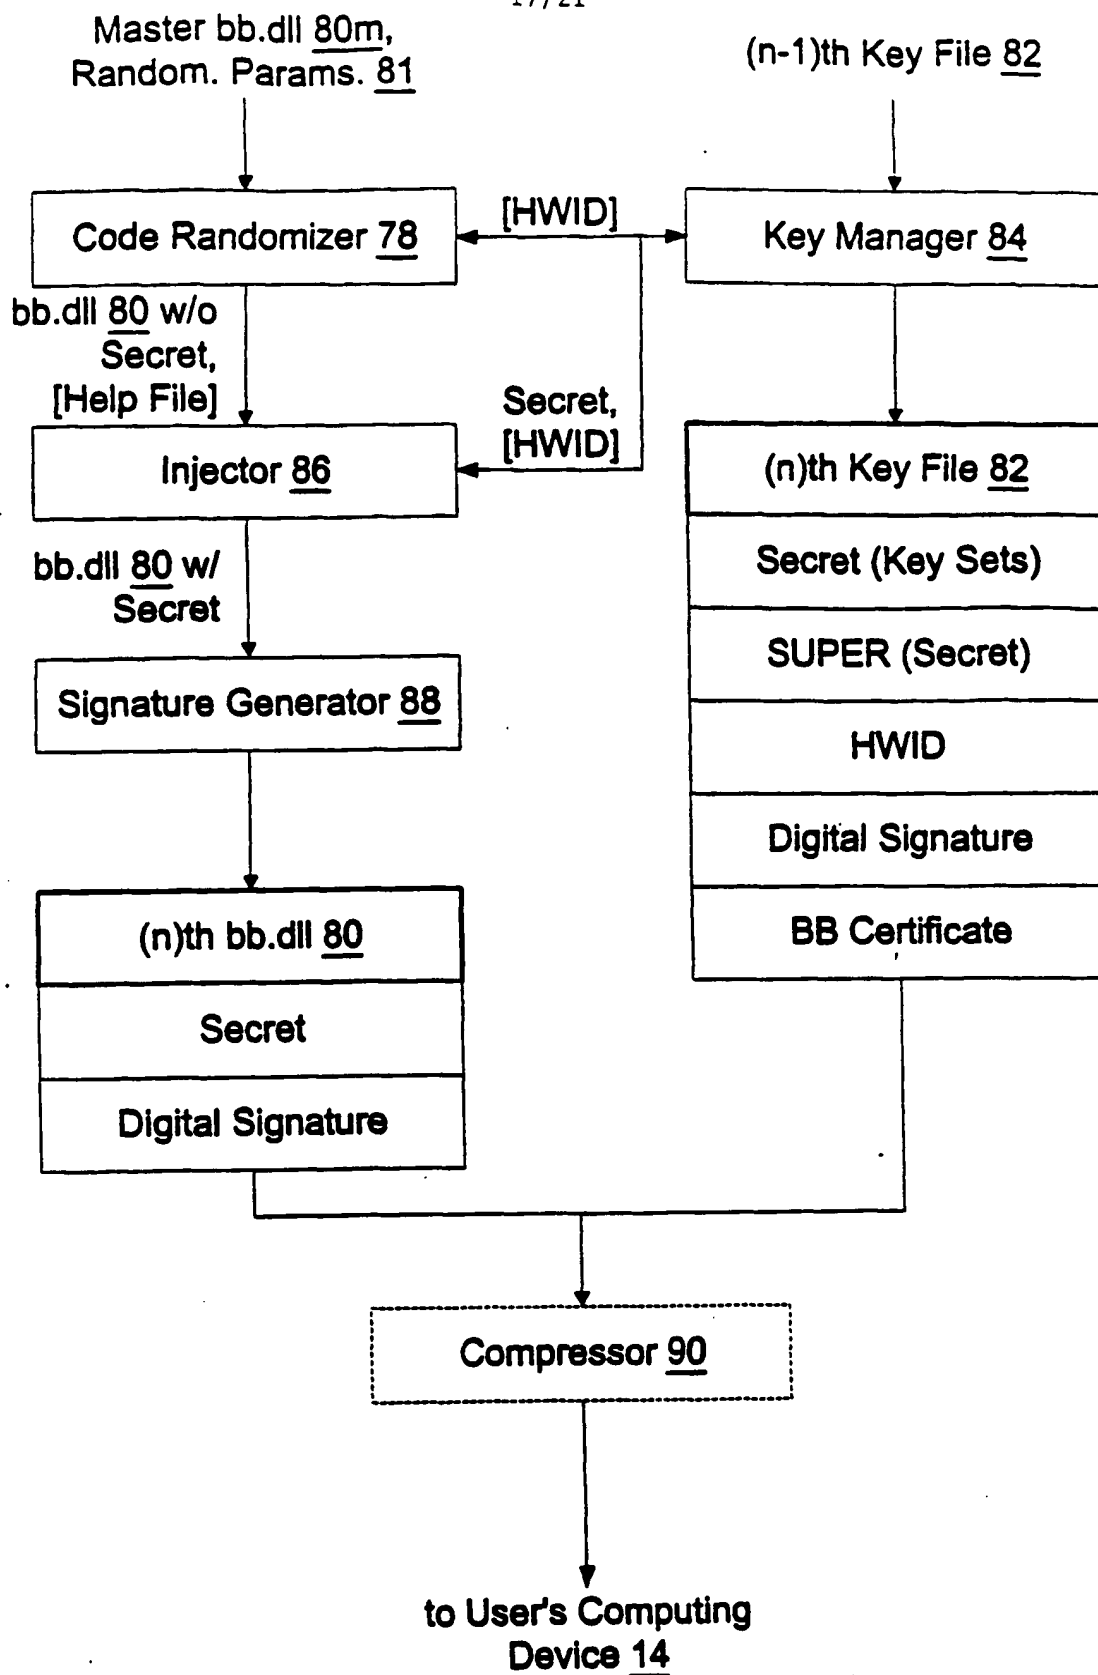 17/21
Master bb.dll 80m,
Random. Params. 81
(n-1)th Key File 82
Code Randomizer 78
[HWID]
Key Manager 84
bb.dll 80 w/o
Secret,
[Help File]
Secret,
[HWID]
Injector 86
(n)th Key File 82
Secret (Key Sets)
bb.dll 80 w/
Secret
SUPER (Secret)
Signature Generator 88
HWID
Digital Signature
(n)th bb.dll 80
BB Certificate
Secret
Digital Signature
Compressor 90
to User's Computing
Device 14